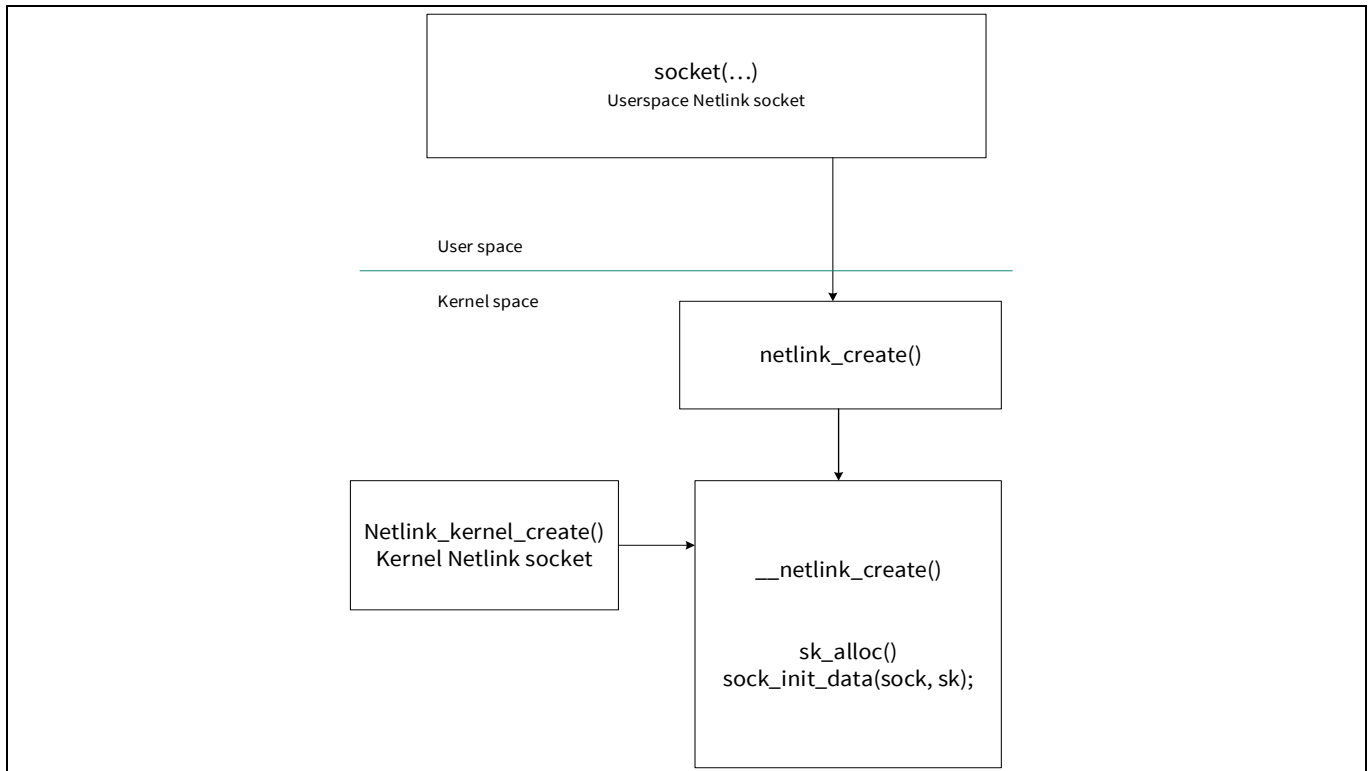 socket(…)
Userspace Netlink socket
User space
Kernel space
netlink_create()
Netlink_kernel_create()
Kernel Netlink socket
__netlink_create()
sk_alloc()
sock_init_data(sock, sk);